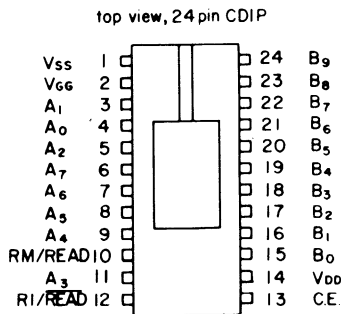 top view, 24 pin CDIP
VSS 1 24 B9
VGG 2 23 B8
A1 3 22 B7
A0 4 21 B6
A2 5 20 B5
A7 6 19 B4
A6 7 18 B3
A5 8 17 B2
A4 9 16 B1
RM/READ 10 15 B0
A3 11 14 VDD
RI/READ 12 13 C.E.